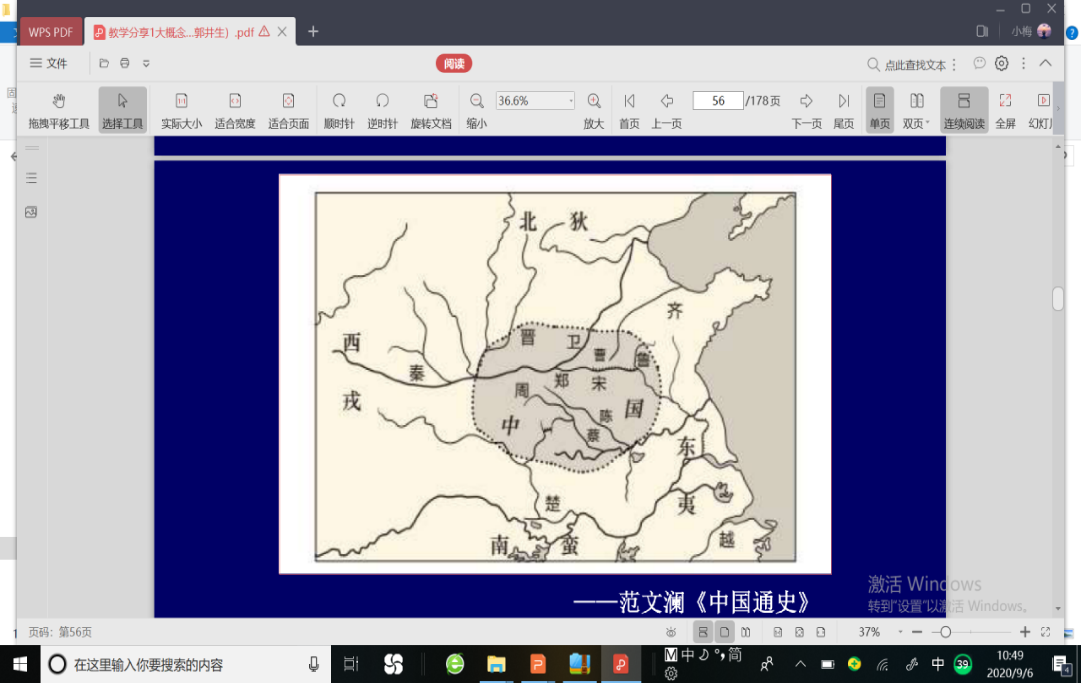 WPS PDF
教学分享1大概念...郭井生）.pdf
小梅
文件
阅读
点此查找文本
36.6%
56 /178页
拖拽平移工具 选择工具 实际大小 适合宽度 适合页面 顺时针 逆时针 旋转文档 缩小 放大 首页 上一页 下一页 尾页 单页 双页 连续阅读 全屏 幻灯
北 狄
齐
西
晋 卫 曹 鲁
秦
郑 宋
周
戎
陈 国
中
蔡
东
楚
夷
南 蛮
越
——范文澜《中国通史》
激活 Windows
转到"设置"以激活 Windows。
页码: 第56页
37%
在这里输入你要搜索的内容
M 中 简
中
39
10:49
2020/9/6
4